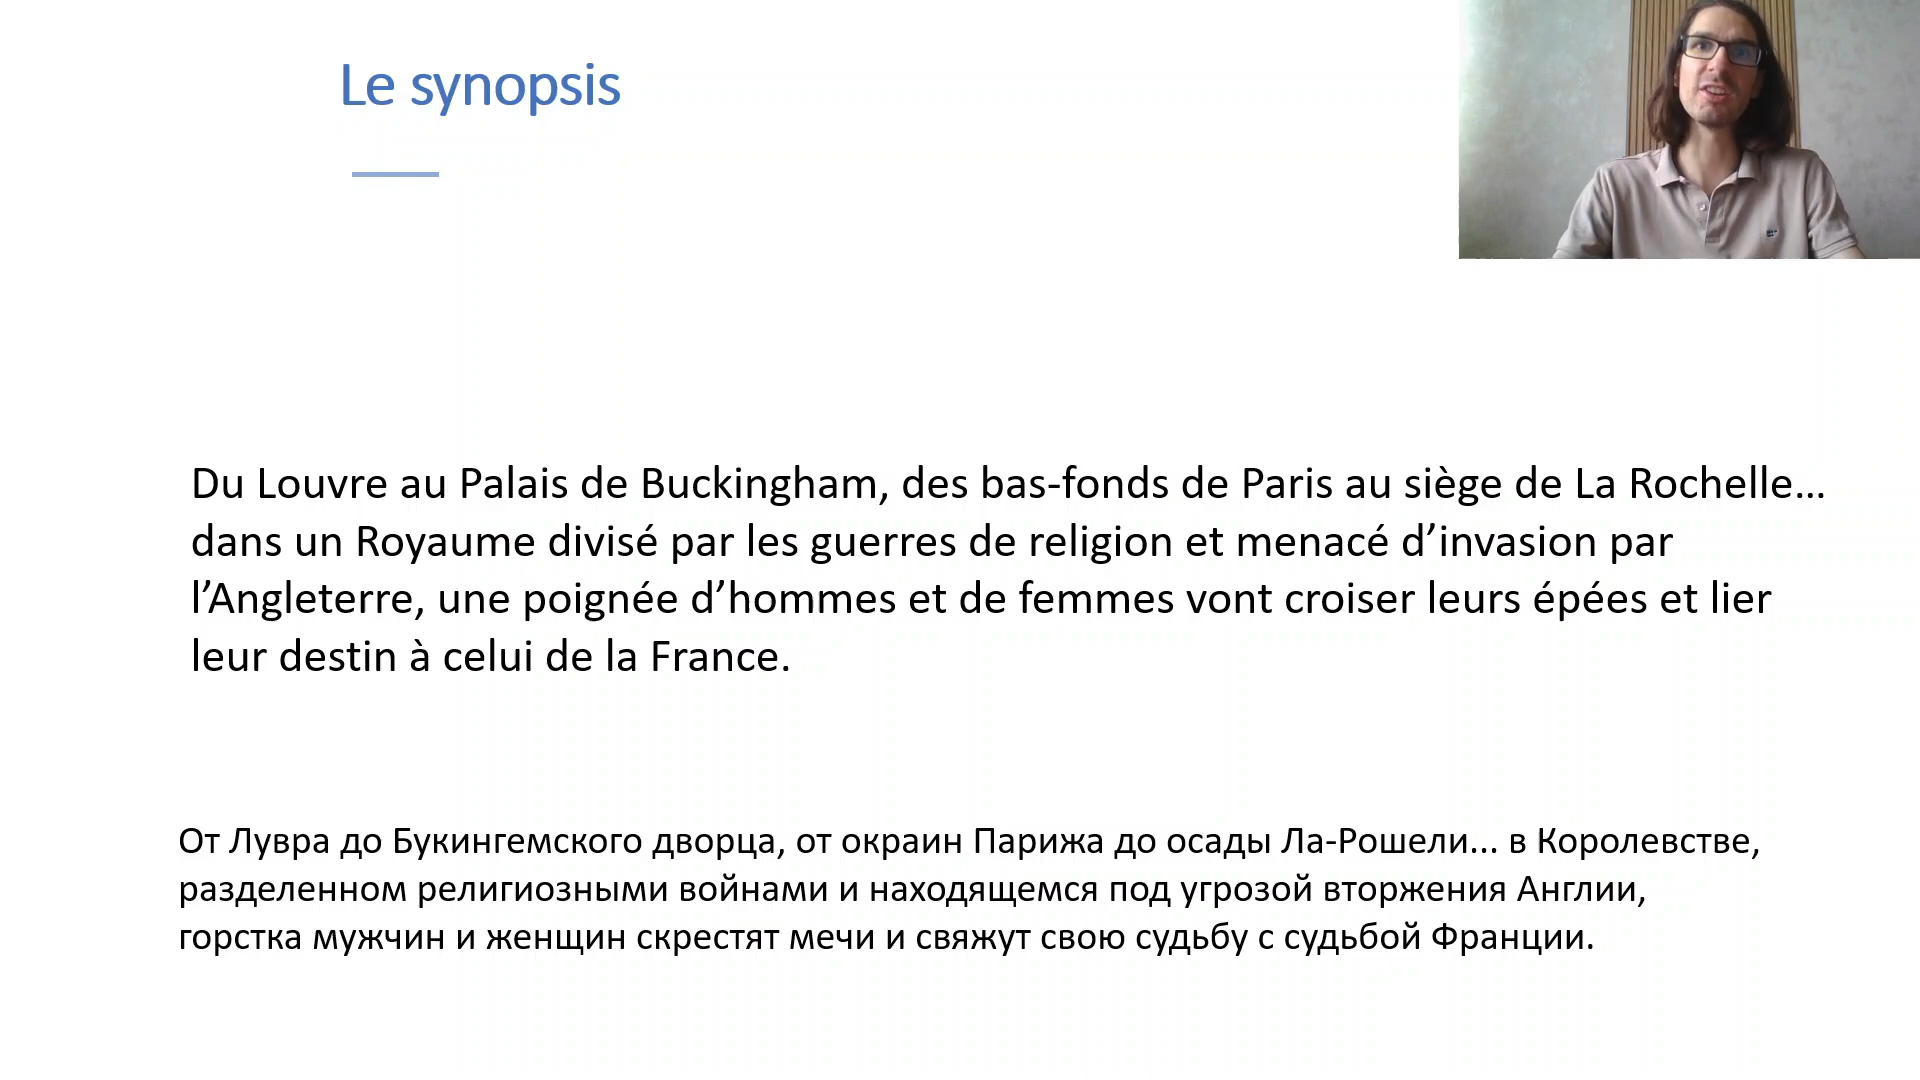 Le synopsis
Du Louvre au Palais de Buckingham, des bas-fonds de Paris au siège de La Rochelle…
dans un Royaume divisé par les guerres de religion et menacé d’invasion par
l’Angleterre, une poignée d’hommes et de femmes vont croiser leurs épées et lier
leur destin à celui de la France.
От Лувра до Букингемского дворца, от окраин Парижа до осады Ла-Рошели... в Королевстве,
разделенном религиозными войнами и находящемся под угрозой вторжения Англии,
горстка мужчин и женщин скрестят мечи и свяжут свою судьбу с судьбой Франции.